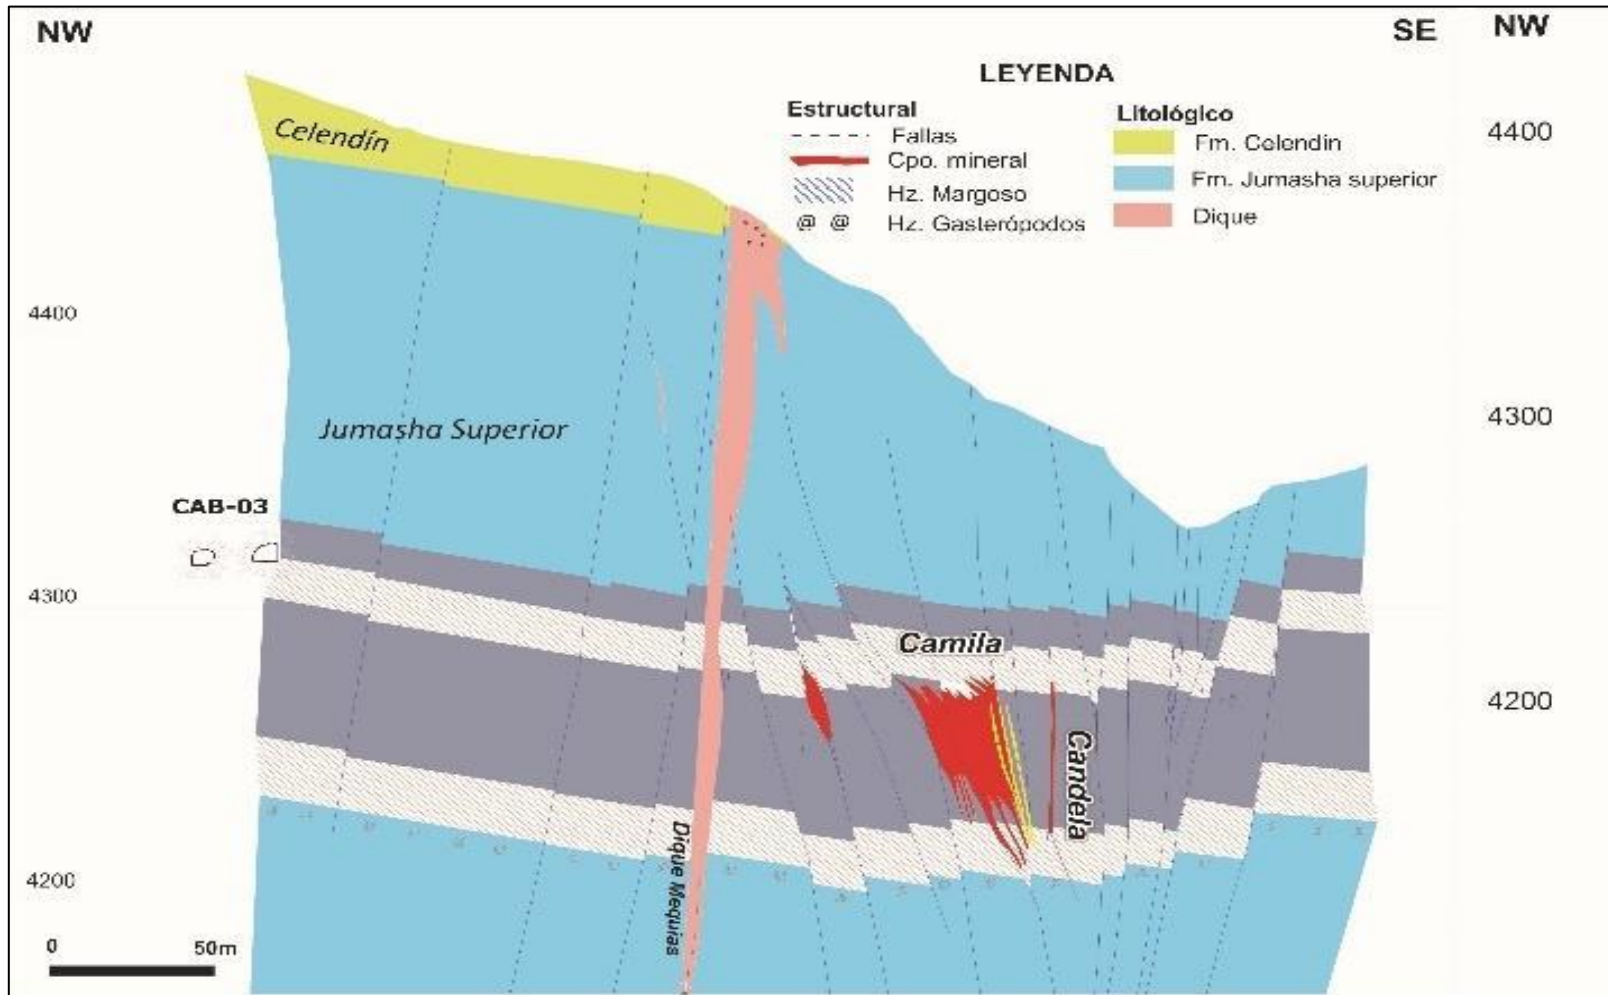 NW
SE
NW
LEYENDA
Estructural
Litológico
Fallas
Fm. Celendín
Cpo. mineral
Fm. Jumasha superior
Hz. Margoso
@ @
Hz. Gasterópodos
Dique
4400
4300
4200
4400
4300
4200
Celendín
Jumasha Superior
CAB-03
Camila
Candela
Dique Mequias
0
50m